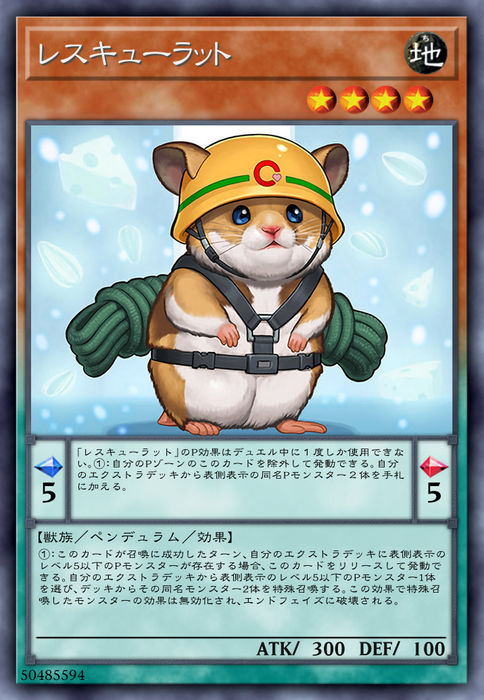 レスキューラット
ち
地
C
「レスキューラット」のP効果はデュエル中に1度しか使用できな
い。①:自分のPゾーンのこのカードを除外して発動できる。自分
のエクストラデッキから表側表示の同名Pモンスター2体を手札
に加える。
5
5
【獣族/ペンデュラム/効果】
①:このカードが召喚に成功したターン、自分のエクストラデッキに表側表示の
レベル5以下のPモンスターが存在する場合、このカードをリリースして発動で
きる。自分のエクストラデッキから表側表示のレベル5以下のPモンスター1体
を選び、デッキからその同名モンスター2体を特殊召喚する。この効果で特殊召
喚したモンスターの効果は無効化され、エンドフェイズに破壊される。
ATK/ 300 DEF/ 100
50485594